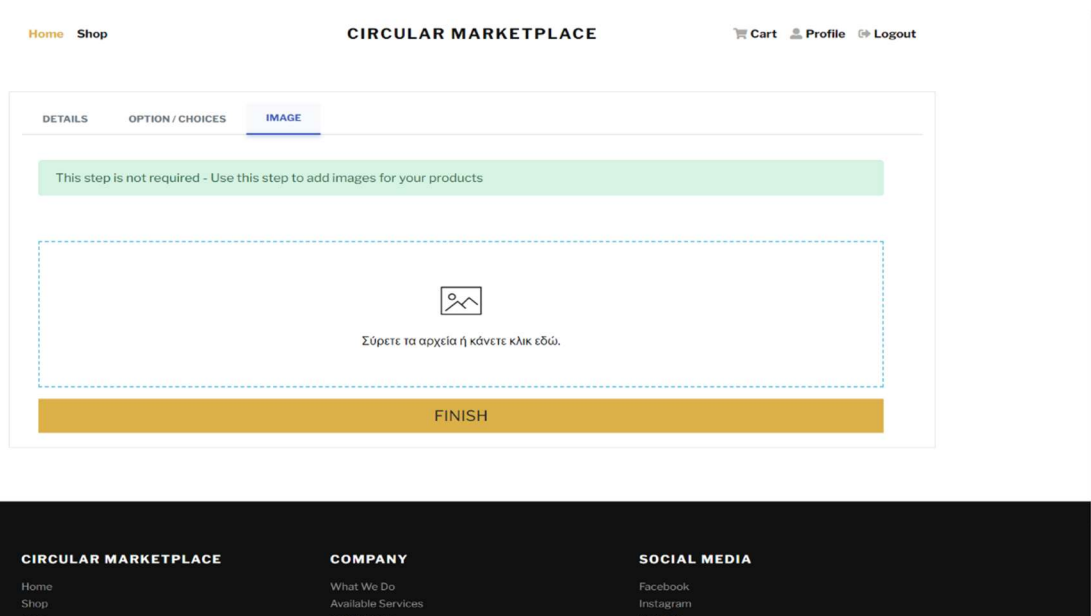 Home Shop CIRCULAR MARKETPLACE Cart Profile Logout
DETAILS OPTION / CHOICES IMAGE
This step is not required - Use this step to add images for your products
Σύρετε τα αρχεία ή κάνετε κλικ εδώ.
FINISH
CIRCULAR MARKETPLACE COMPANY SOCIAL MEDIA
Home What We Do Facebook
Shop Available Services Instagram